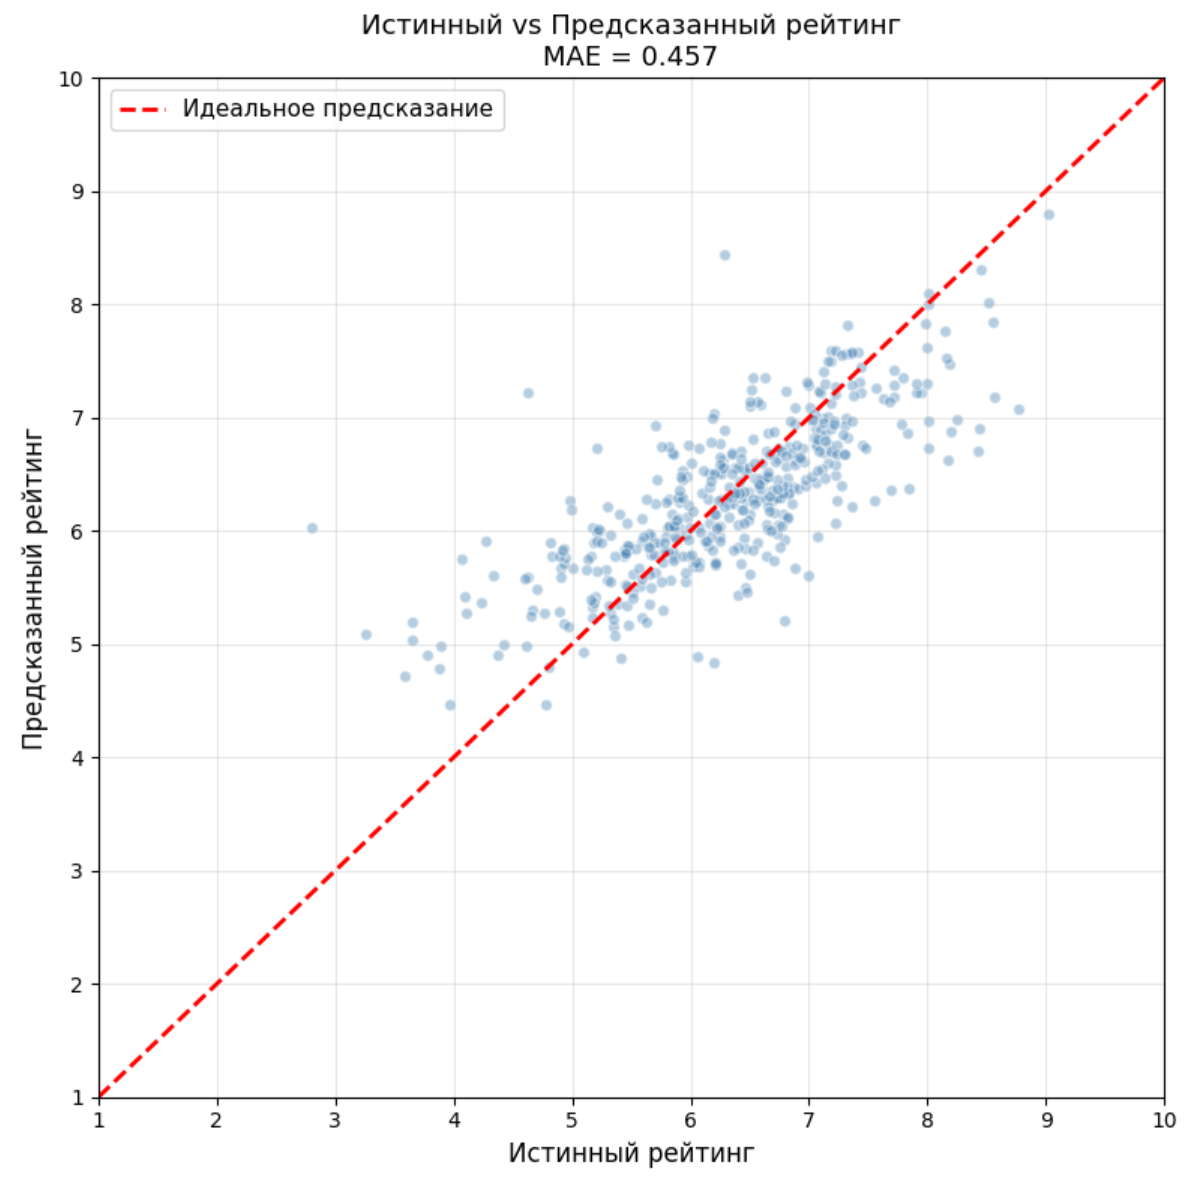 Истинный vs Предсказанный рейтинг
MAE = 0.457
Идеальное предсказание
Предсказанный рейтинг
10
9
8
7
6
5
4
3
2
1
1 2 3 4 5 6 7 8 9 10
Истинный рейтинг